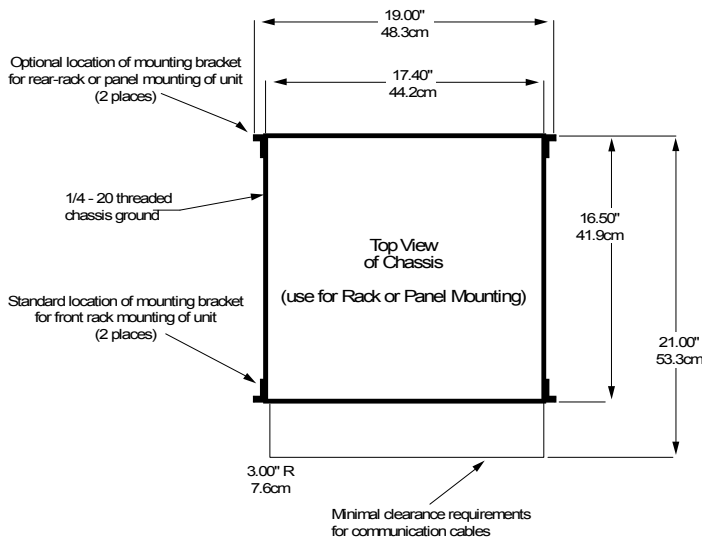 19.00"
48.3cm
Optional location of mounting bracket
for rear-rack or panel mounting of unit
(2 places)
17.40"
44.2cm
1/4 - 20 threaded
chassis ground
16.50"
41.9cm
Top View
of Chassis
(use for Rack or Panel Mounting)
Standard location of mounting bracket
for front rack mounting of unit
(2 places)
21.00"
53.3cm
3.00" R
7.6cm
Minimal clearance requirements
for communication cables